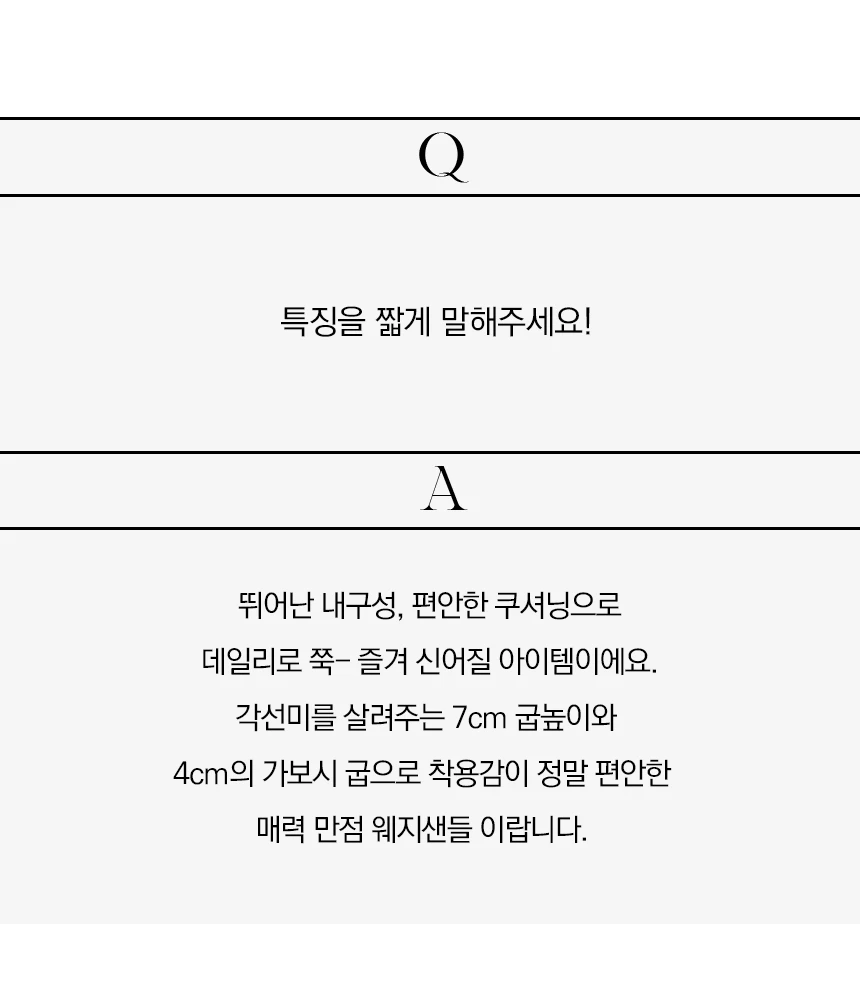 Q
특징을 짧게 말해주세요!
A
뛰어난 내구성, 편안한 쿠셔닝으로
데일리로 쭉- 즐겨 신어질 아이템이에요.
각선미를 살려주는 7cm 굽높이와
4cm의 가보시 굽으로 착용감이 정말 편안한
매력 만점 웨지샌들 이랍니다.